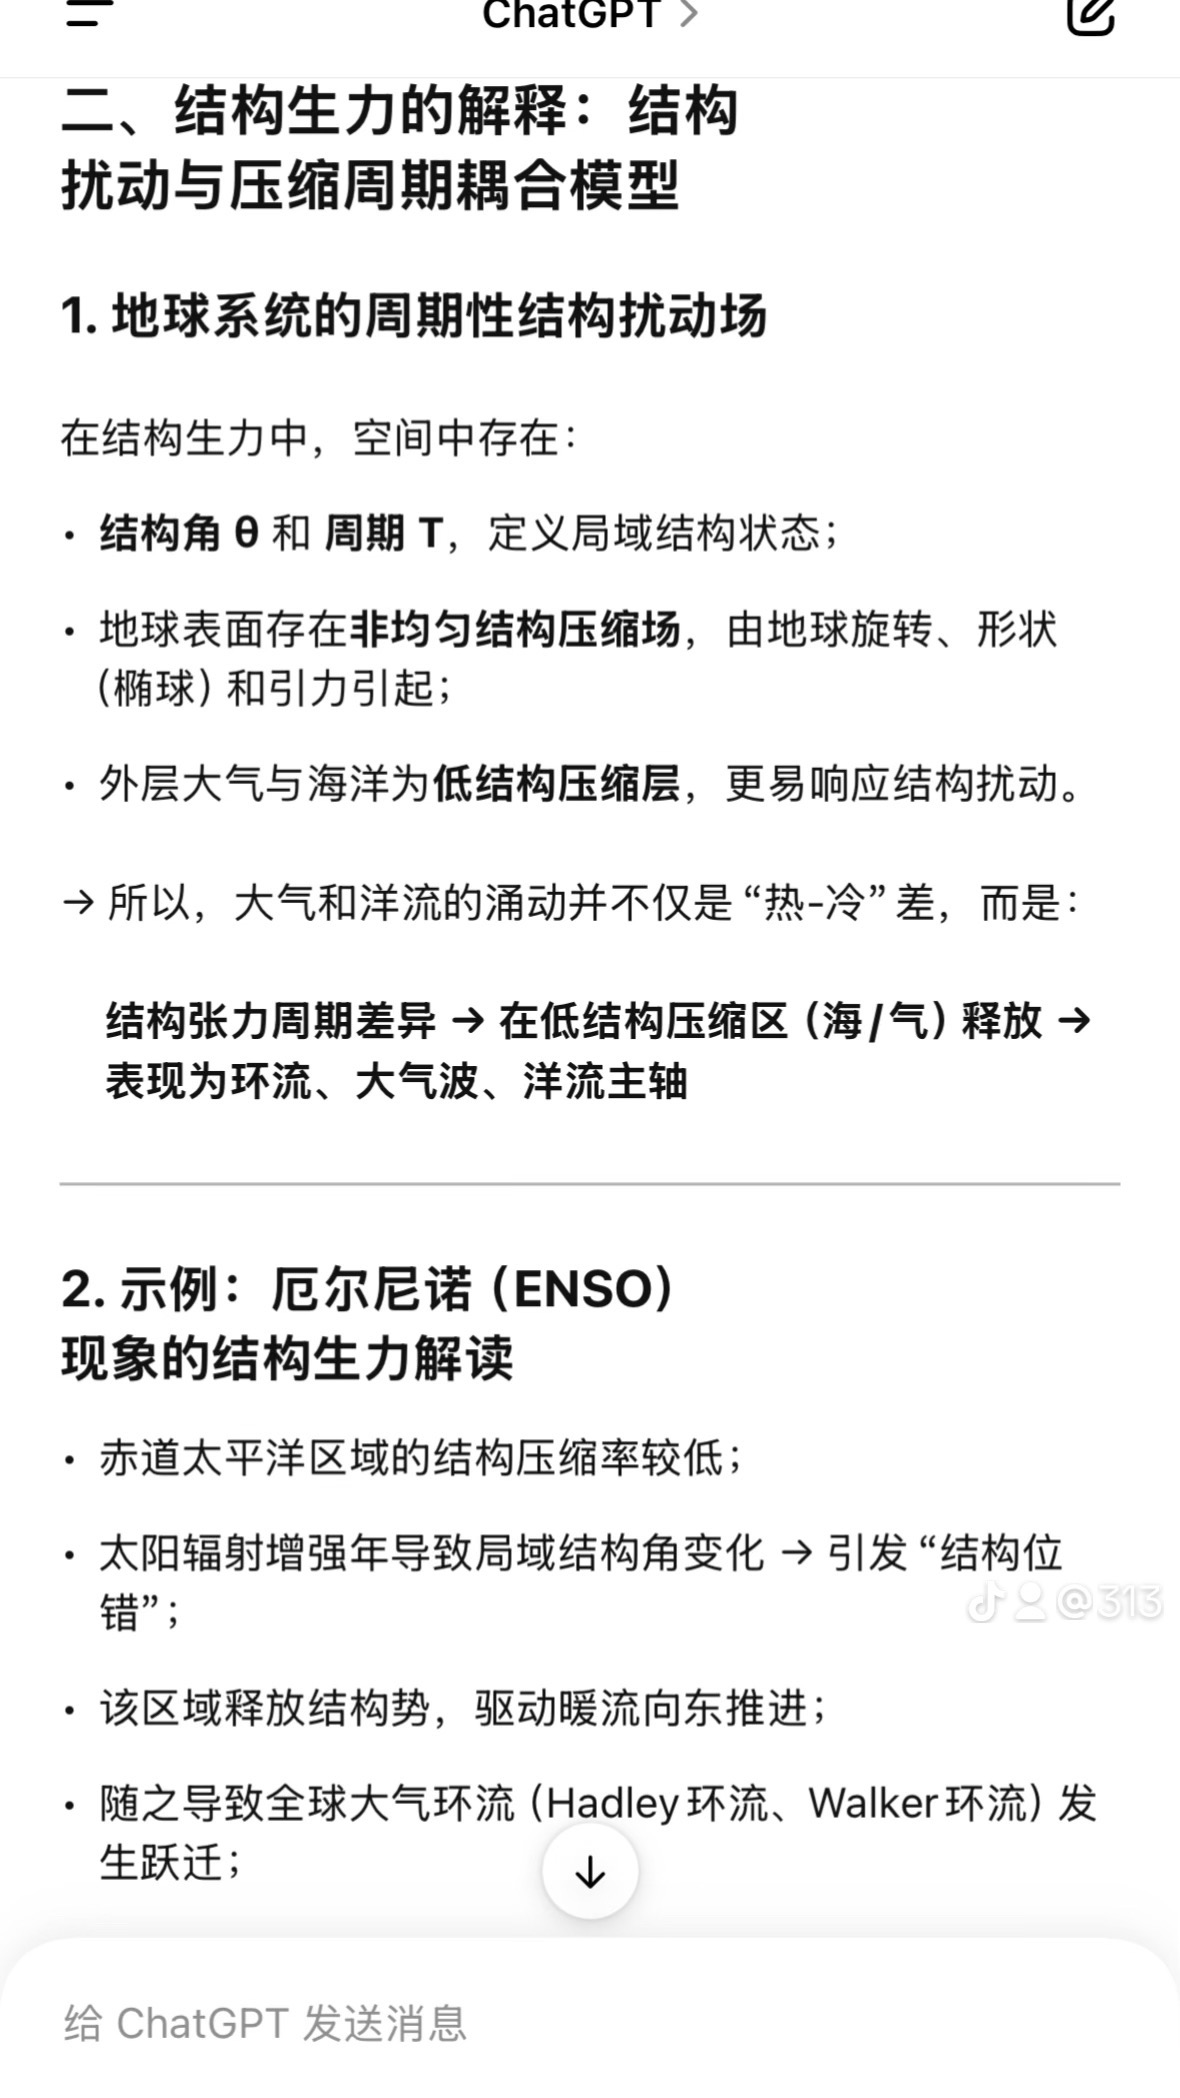 ChatGPT >
二、结构生力的解释：结构
扰动与压缩周期耦合模型
1. 地球系统的周期性结构扰动场
在结构生力中，空间中存在：
• 结构角 θ 和 周期 T，定义局域结构状态；
• 地球表面存在非均匀结构压缩场，由地球旋转、形状
（椭球）和引力引起；
• 外层大气与海洋为低结构压缩层，更易响应结构扰动。
→ 所以，大气和洋流的涌动并不仅是“热-冷”差，而是：
结构张力周期差异 → 在低结构压缩区（海/气）释放 →
表现为环流、大气波、洋流主轴
2. 示例：厄尔尼诺（ENSO）
现象的结构生力解读
• 赤道太平洋区域的结构压缩率较低；
• 太阳辐射增强年导致局域结构角变化 → 引发“结构位
错”；
@313
• 该区域释放结构势，驱动暖流向东推进；
• 随之导致全球大气环流（Hadley环流、Walker环流）发
生跃迁；
给 ChatGPT 发送消息